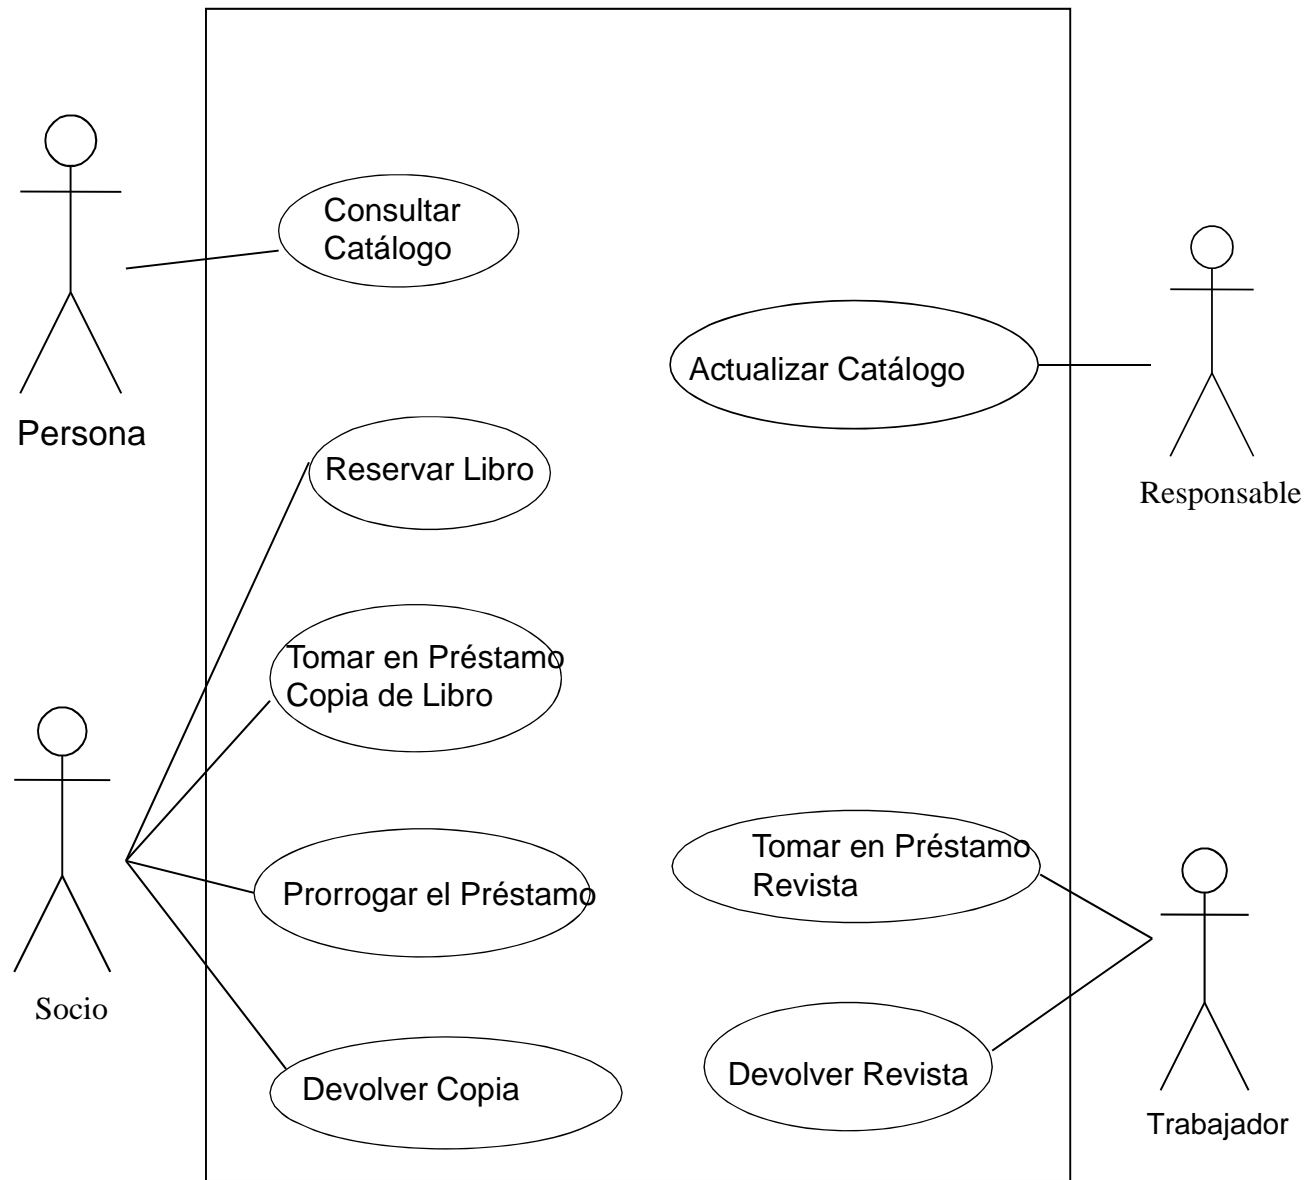 Consultar
Catálogo
Actualizar Catálogo
Persona
Reservar Libro
Responsable
Tomar en Préstamo
Copia de Libro
Tomar en Préstamo
Revista
Prorrogar el Préstamo
Socio
Devolver Copia
Devolver Revista
Trabajador